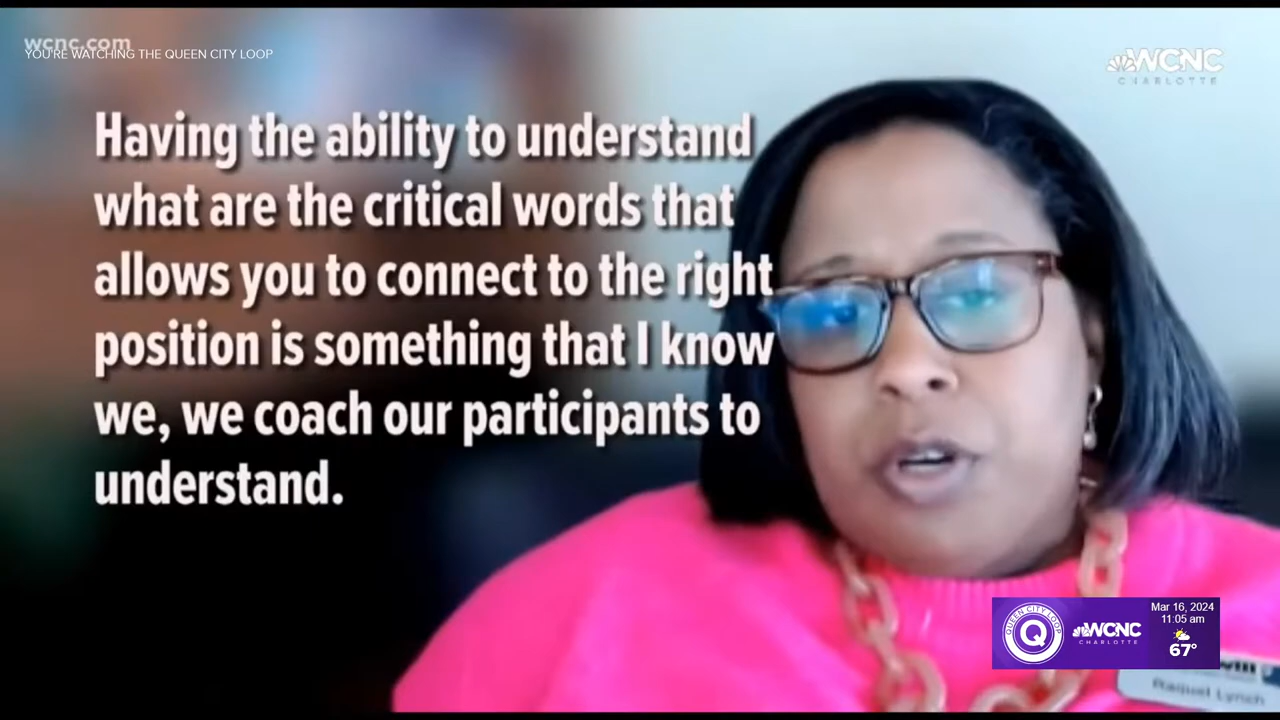 wcnc.com
YOU'RE WATCHING THE QUEEN CITY LOOP
WCNC
CHARLOTTE
Having the ability to understand
what are the critical words that
allows you to connect to the right
position is something that I know
we, we coach our participants to
understand.
QUEEN CITY LOOP
Q
WCNC
CHARLOTTE
Mar 16, 2024
11:05 am
67°
Raquel Lynch